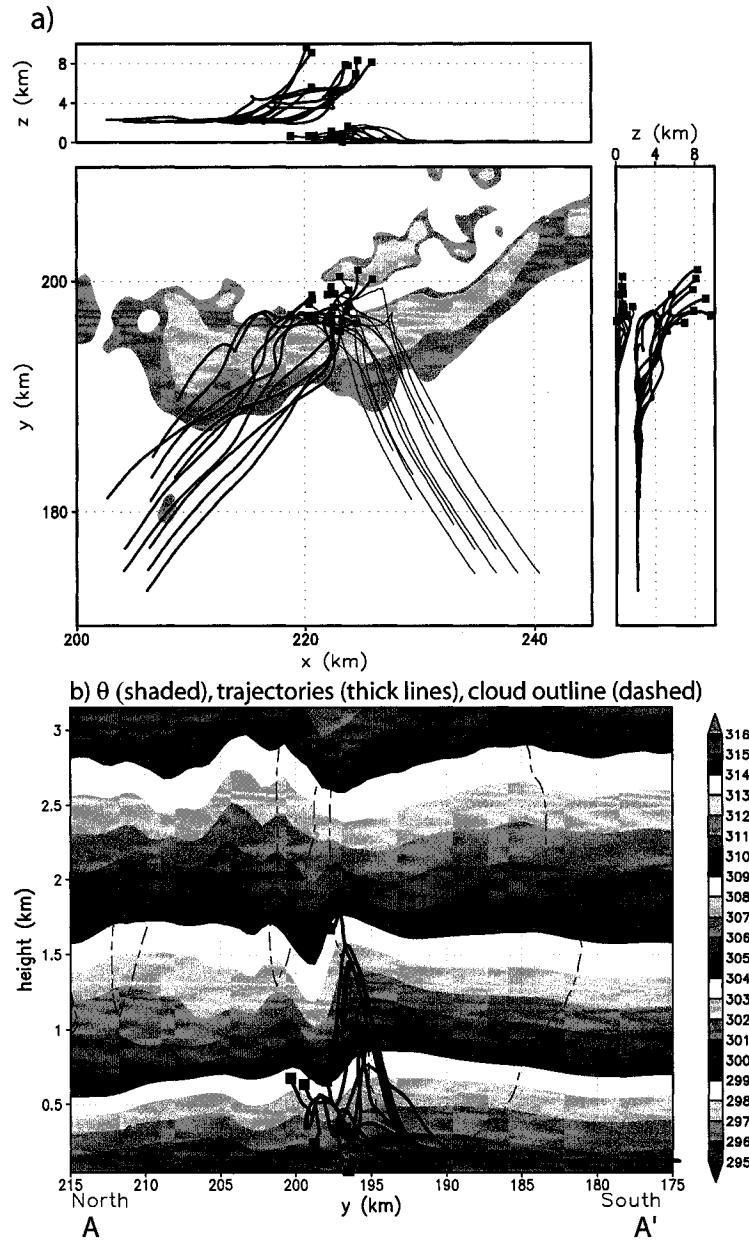 a)
8
4
0
z (km)
z (km)
0 4 8
200
180
y (km)
200 220 240
x (km)
b) θ (shaded), trajectories (thick lines), cloud outline (dashed)
3
2.5
2
1.5
1
0.5
height (km)
316
315
314
313
312
310
309
307
306
305
304
303
302
301
300
299
298
297
296
295
215 210 205 200 195 190 185 180 175
North y (km) South
A A'